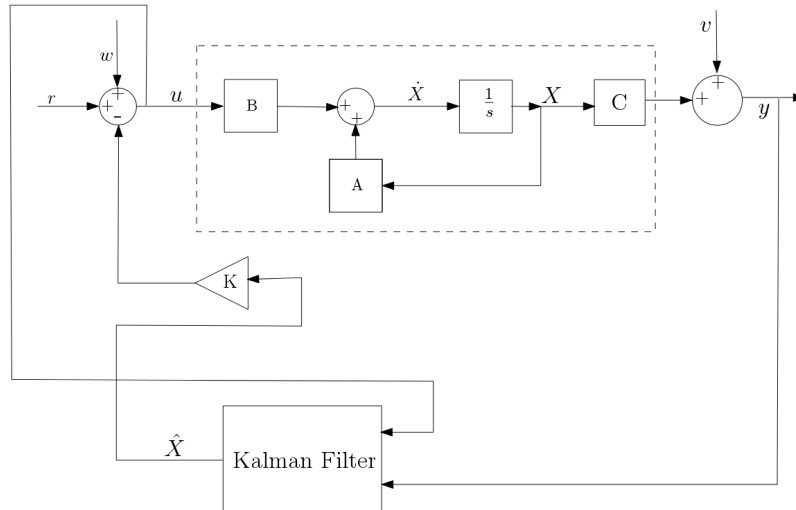 w
+
r
+
-
u
B
+
+
Ẋ
1/s
X
C
v
+
+
y
A
K
X̂
Kalman Filter